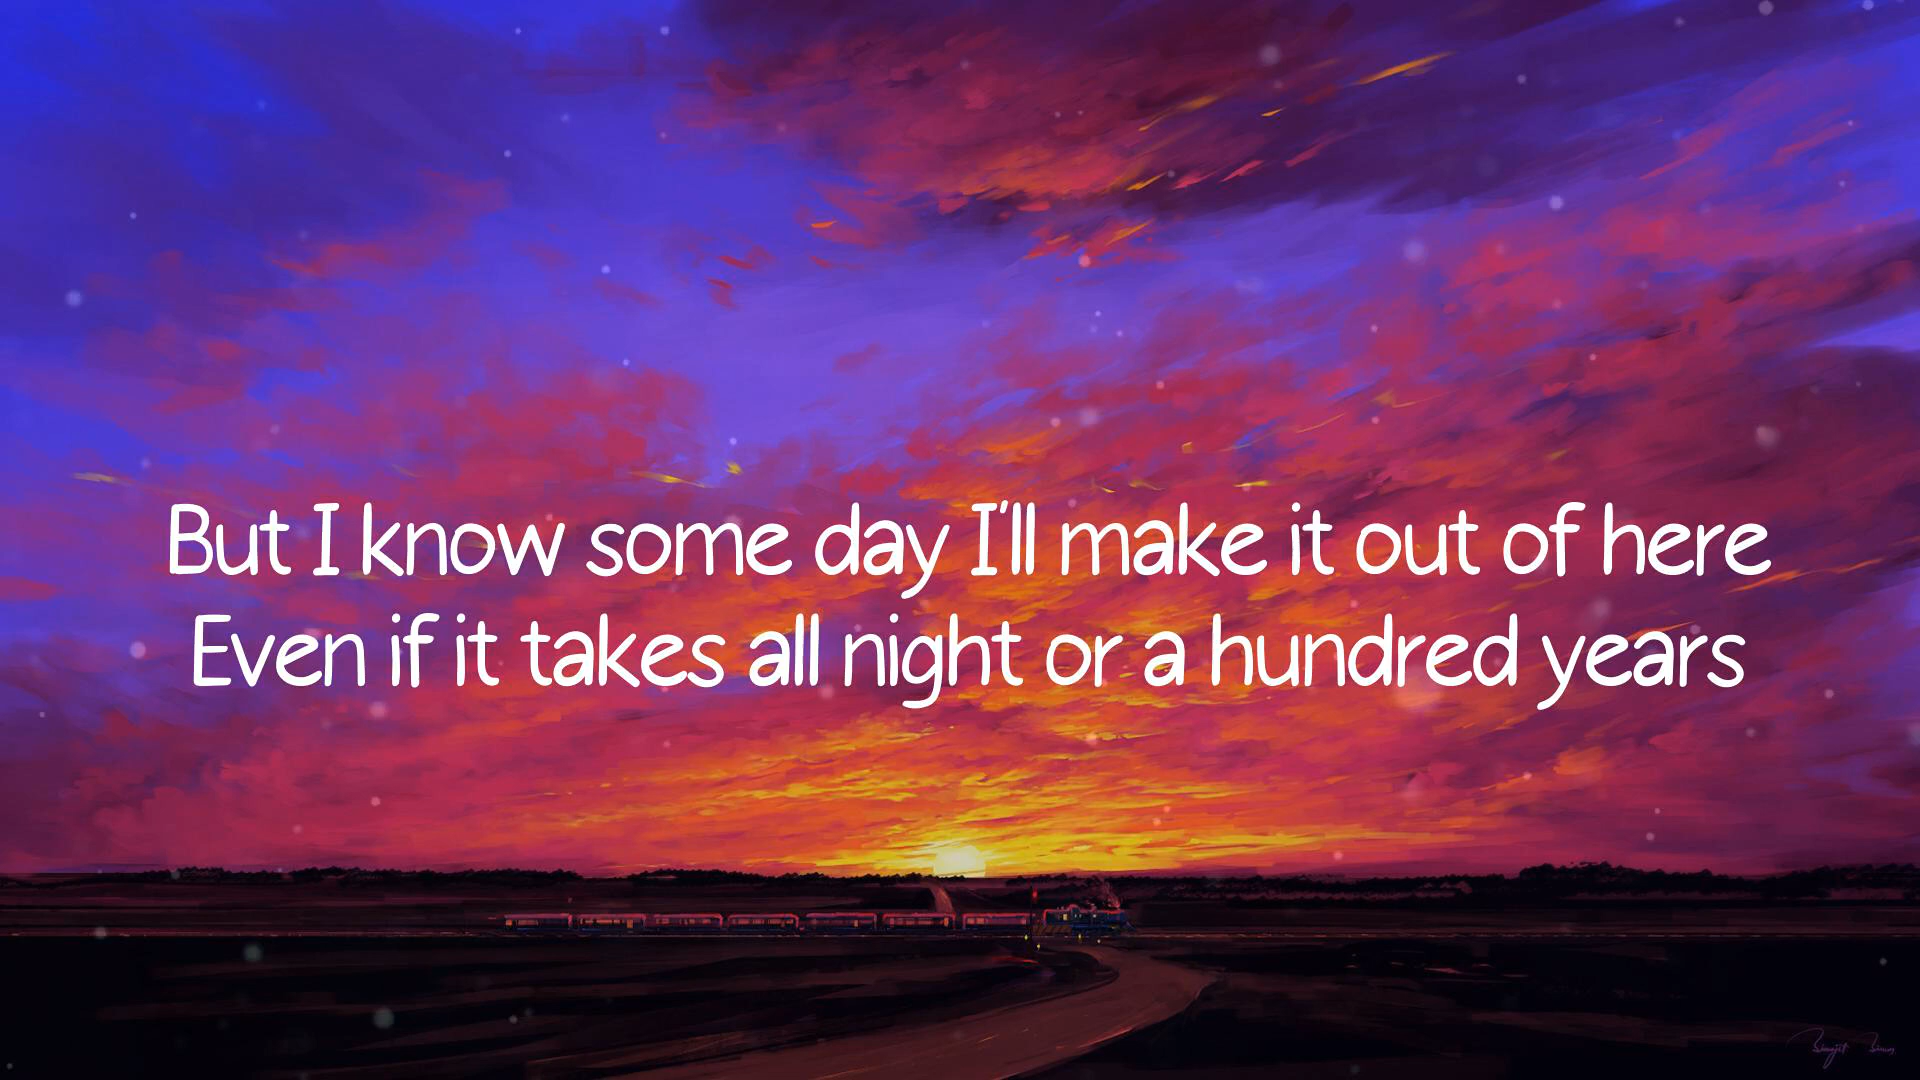 But I know some day I'll make it out of here
Even if it takes all night or a hundred years